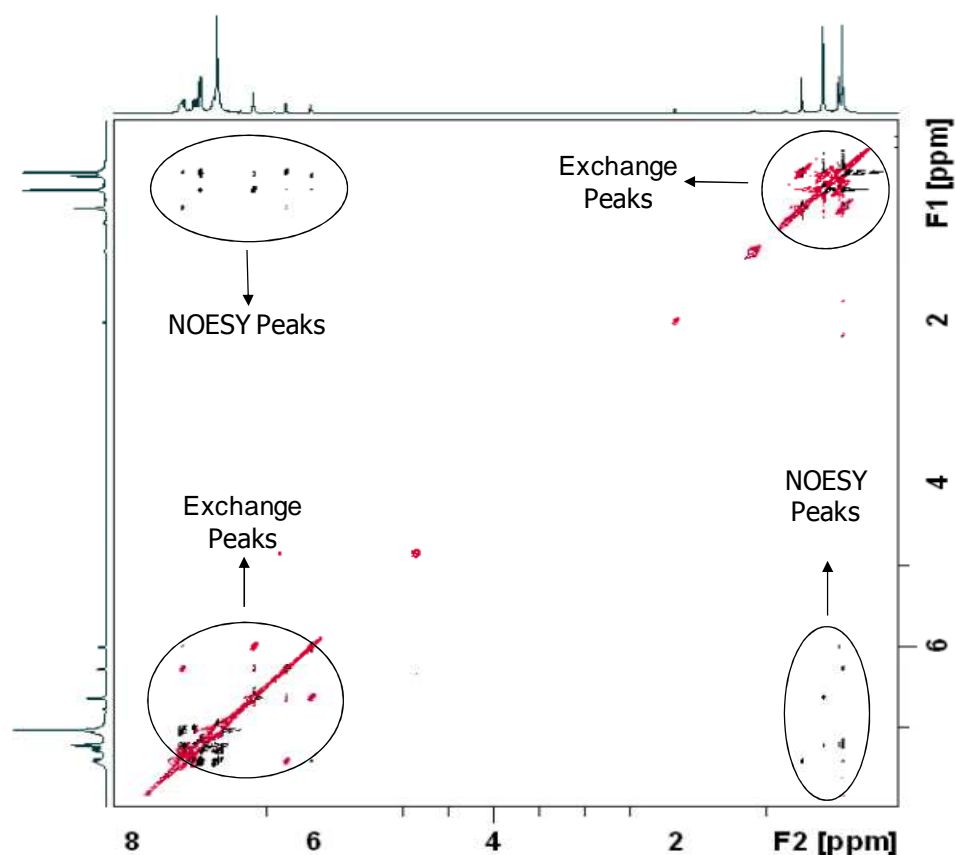 Exchange
Peaks
F1 [ppm]
NOESY Peaks
2
NOESY
Peaks
4
Exchange
Peaks
6
8
6
4
2
F2 [ppm]